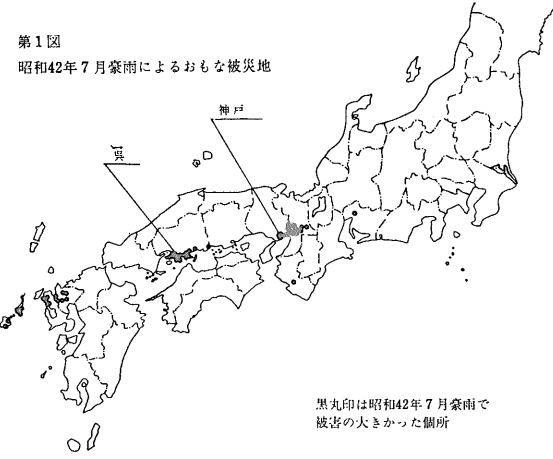 第1図
昭和42年7月豪雨によるおもな被災地
神戸
呉
黒丸印は昭和42年7月豪雨で
被害の大きかった個所